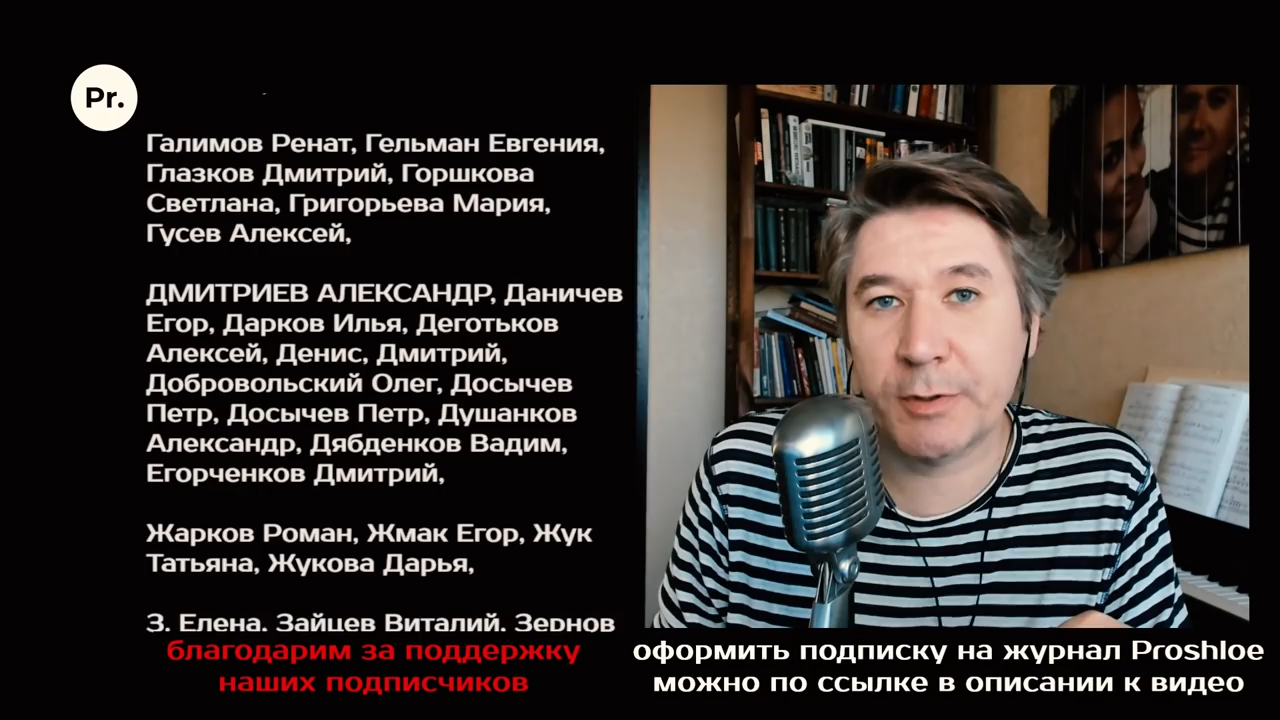 Pr.
Галимов Ренат, Гельман Евгения,
Глазков Дмитрий, Горшкова
Светлана, Григорьева Мария,
Гусев Алексей,
ДМИТРИЕВ АЛЕКСАНДР, Даничев
Егор, Дарков Илья, Деготьков
Алексей, Денис, Дмитрий,
Добровольский Олег, Досычев
Петр, Досычев Петр, Душанков
Александр, Дябденков Вадим,
Егорченков Дмитрий,
Жарков Роман, Жмак Егор, Жук
Татьяна, Жукова Дарья,
З. Елена, Зайцев Виталий, Зернов
благодарим за поддержку
наших подписчиков
оформить подписку на журнал Proshloe
можно по ссылке в описании к видео